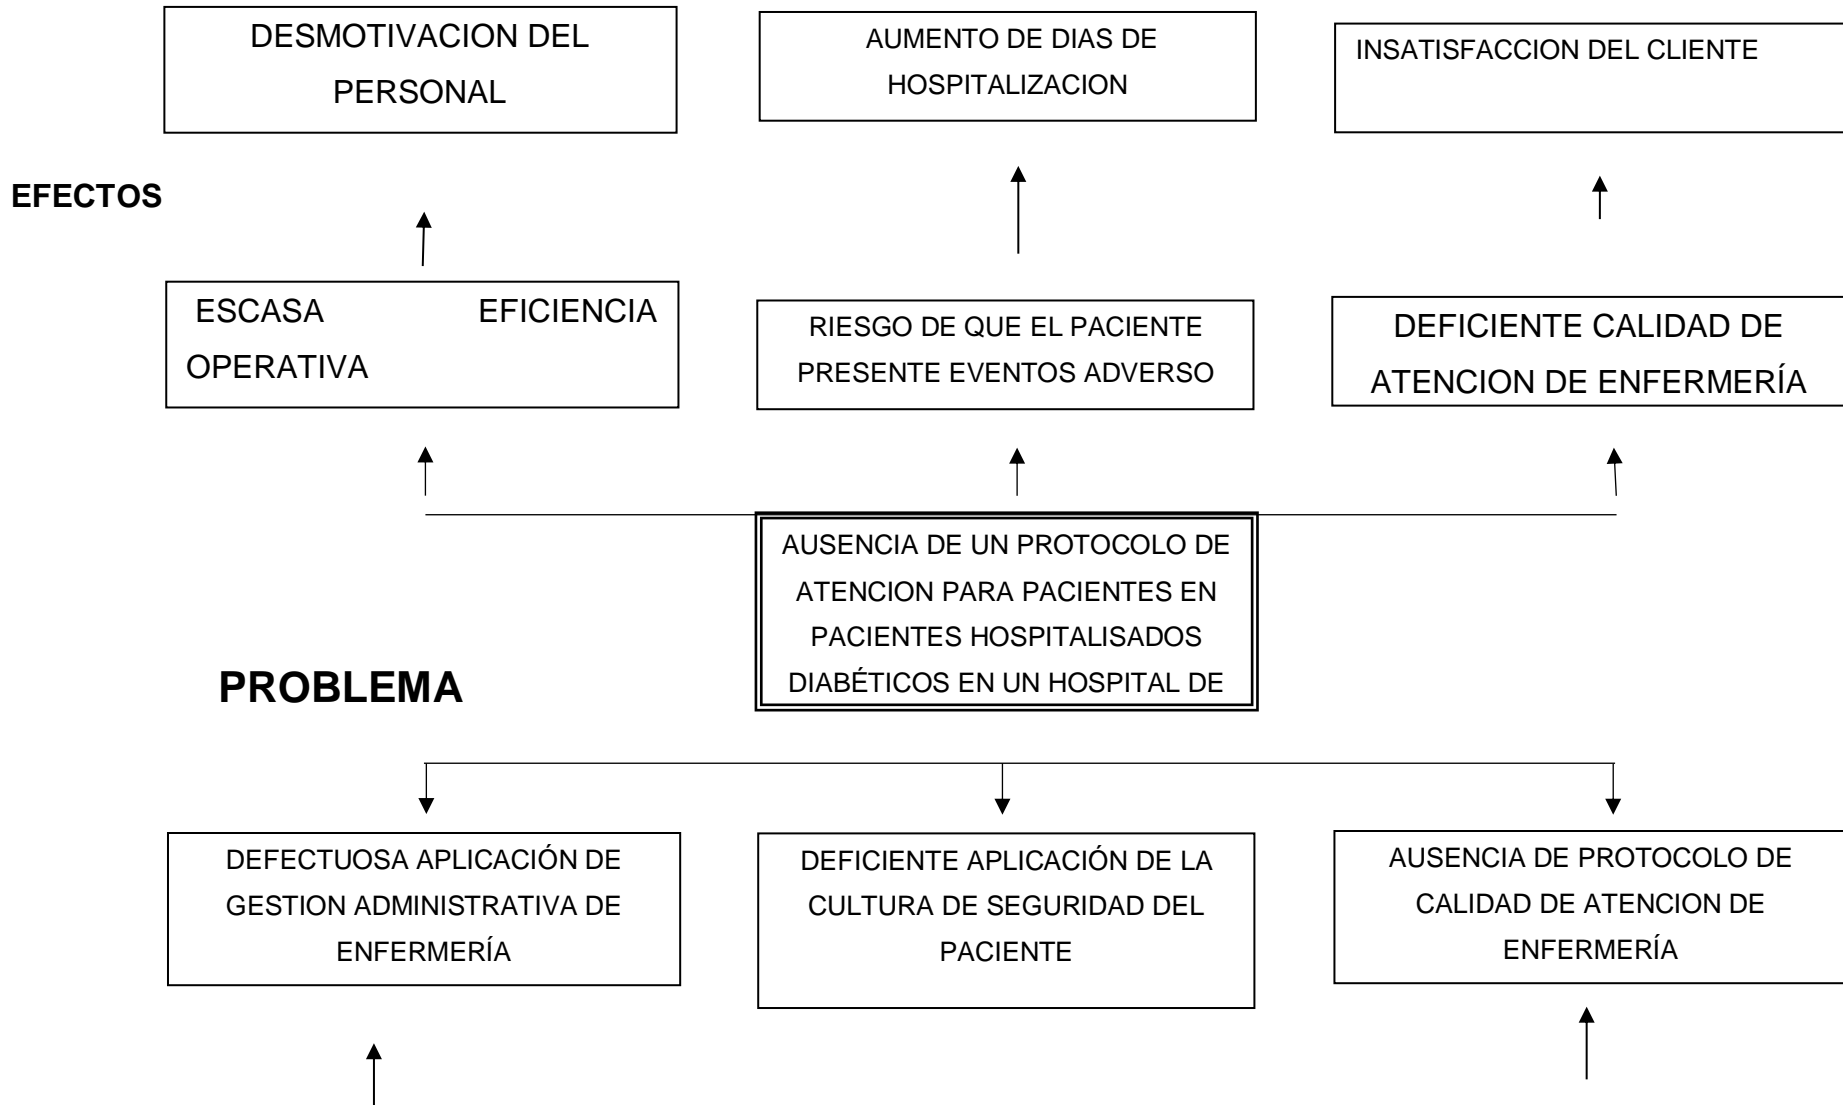 DESMOTIVACION DEL
PERSONAL
AUMENTO DE DIAS DE
HOSPITALIZACION
INSATISFACCION DEL CLIENTE
EFECTOS
ESCASA EFICIENCIA
OPERATIVA
RIESGO DE QUE EL PACIENTE
PRESENTE EVENTOS ADVERSO
DEFICIENTE CALIDAD DE
ATENCION DE ENFERMERÍA
AUSENCIA DE UN PROTOCOLO DE
ATENCION PARA PACIENTES EN
PACIENTES HOSPITALISADOS
DIABÉTICOS EN UN HOSPITAL DE
PROBLEMA
DEFECTUOSA APLICACIÓN DE
GESTION ADMINISTRATIVA DE
ENFERMERÍA
DEFICIENTE APLICACIÓN DE LA
CULTURA DE SEGURIDAD DEL
PACIENTE
AUSENCIA DE PROTOCOLO DE
CALIDAD DE ATENCION DE
ENFERMERÍA